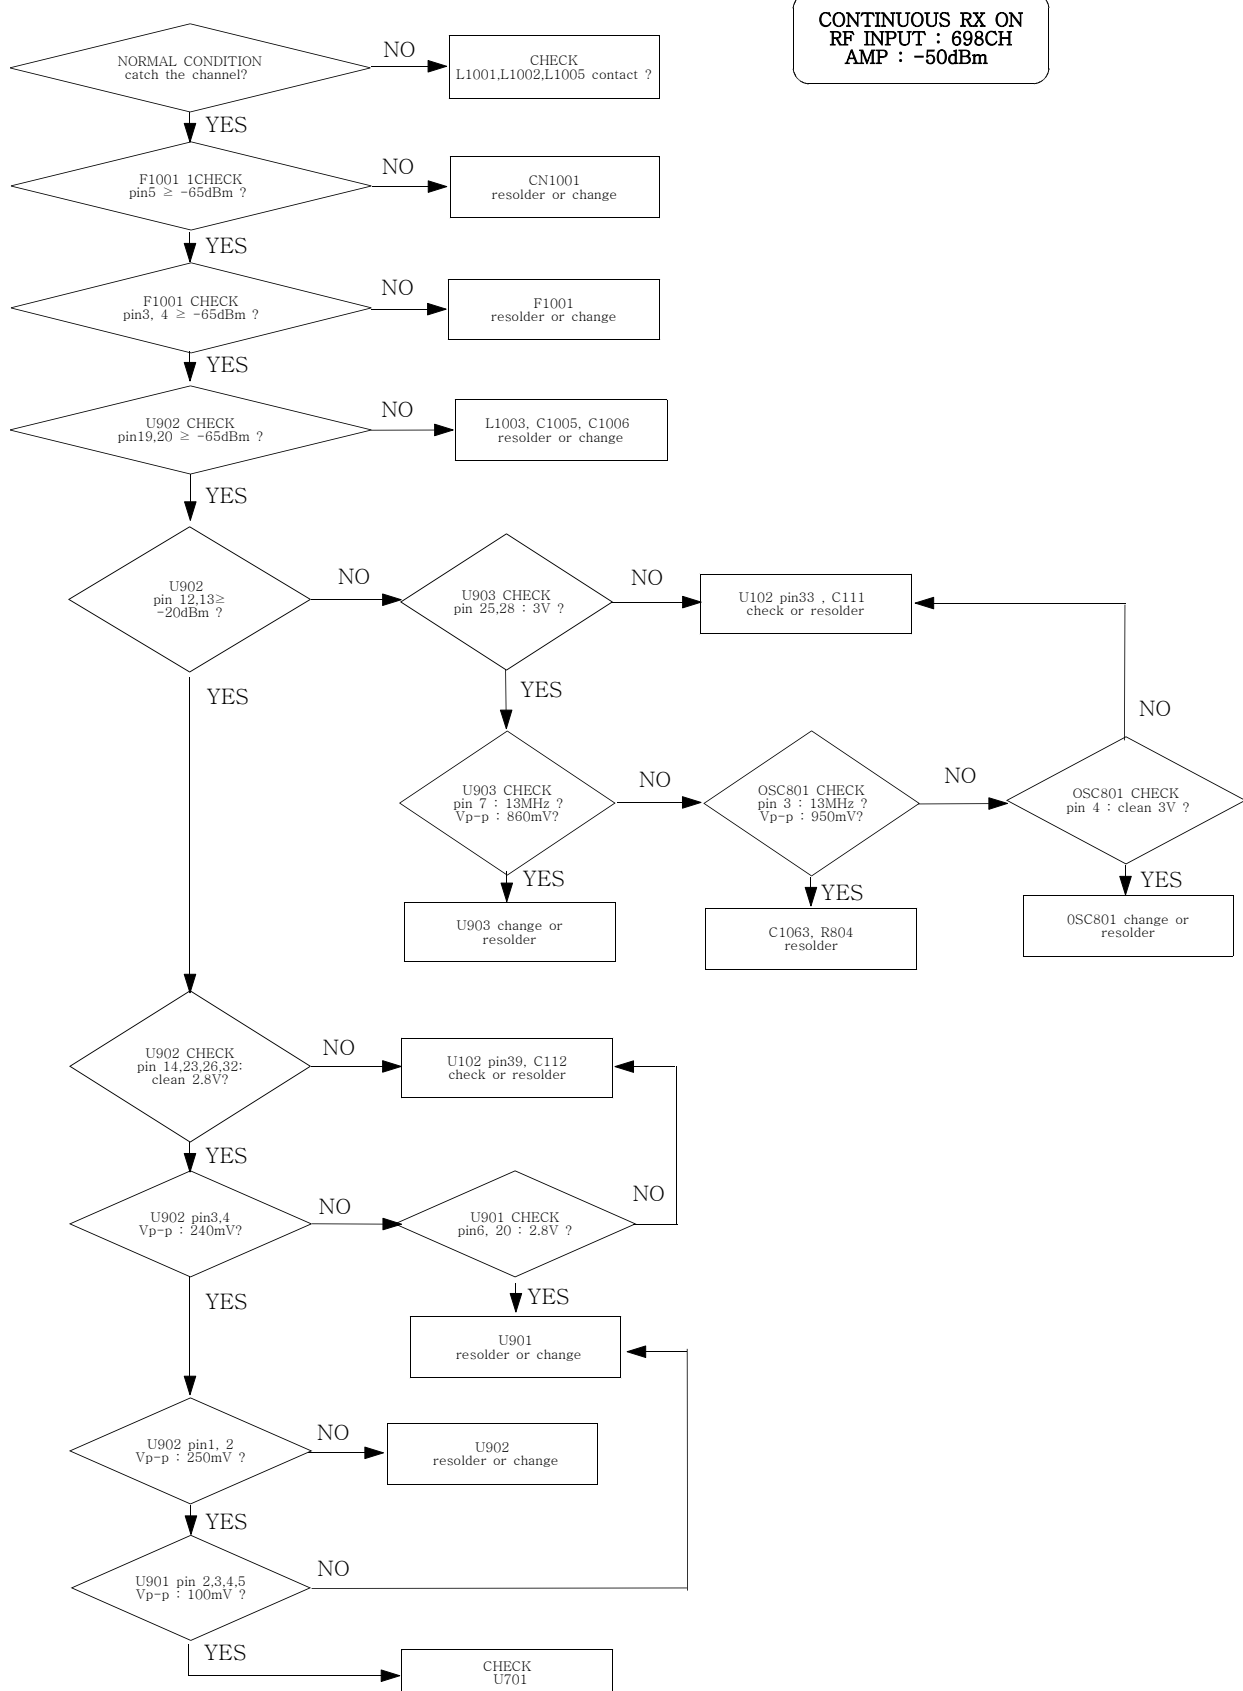 CONTINUOUS RX ON
RF INPUT : 698CH
AMP : -50dBm
NORMAL CONDITION
catch the channel?
NO
CHECK
L1001,L1002,L1005 contact ?
YES
F1001 1CHECK
pin5 ≥ -65dBm ?
NO
CN1001
resolder or change
YES
F1001 CHECK
pin3, 4 ≥ -65dBm ?
NO
F1001
resolder or change
YES
U902 CHECK
pin19,20 ≥ -65dBm ?
NO
L1003, C1005, C1006
resolder or change
YES
U902
pin 12,13≥
-20dBm ?
NO
U903 CHECK
pin 25,28 : 3V ?
NO
U102 pin33 , C111
check or resolder
YES
YES
NO
U903 CHECK
pin 7 : 13MHz ?
Vp-p : 860mV?
NO
OSC801 CHECK
pin 3 : 13MHz ?
Vp-p : 950mV?
NO
OSC801 CHECK
pin 4 : clean 3V ?
YES
U903 change or
resolder
YES
C1063, R804
resolder
YES
0SC801 change or
resolder
U902 CHECK
pin 14,23,26,32:
clean 2.8V?
NO
U102 pin39, C112
check or resolder
YES
U902 pin3,4
Vp-p : 240mV?
NO
U901 CHECK
pin6, 20 : 2.8V ?
NO
YES
YES
U901
resolder or change
U902 pin1, 2
Vp-p : 250mV ?
NO
U902
resolder or change
YES
U901 pin 2,3,4,5
Vp-p : 100mV ?
NO
YES
CHECK
U701